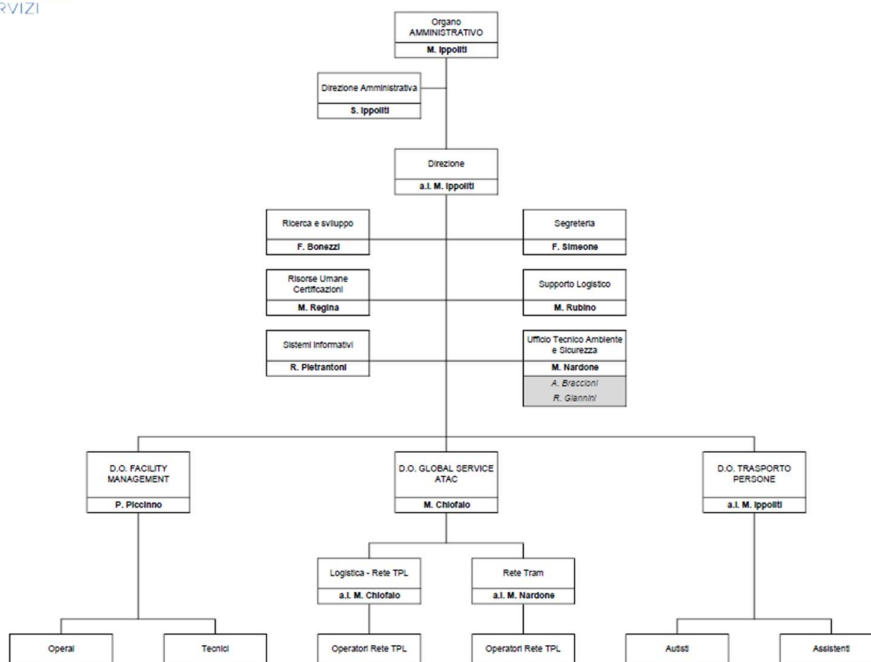 RVIZI
Organo
AMMINISTRATIVO
M. Ippoliti
Direzione Amministrativa
S. Ippoliti
Direzione
a.i. M. Ippoliti
Ricerca e sviluppo
F. Bonezzi
Segreteria
F. Simeone
Risorse Umane
Certificazioni
M. Regina
Supporto Logistico
M. Rubino
Sistemi Informativi
R. Pietrantoni
Ufficio Tecnico Ambiente
e Sicurezza
M. Nardone
A. Braccioni
R. Giannini
D.O. FACILITY
MANAGEMENT
P. Piccinno
D.O. GLOBAL SERVICE
ATAC
M. Chiofalo
D.O. TRASPORTO
PERSONE
a.i. M. Ippoliti
Logistica - Rete TPL
a.i. M. Chiofalo
Rete Tram
a.i. M. Nardone
Operai
Tecnici
Operatori Rete TPL
Operatori Rete TPL
Autisti
Assistenti